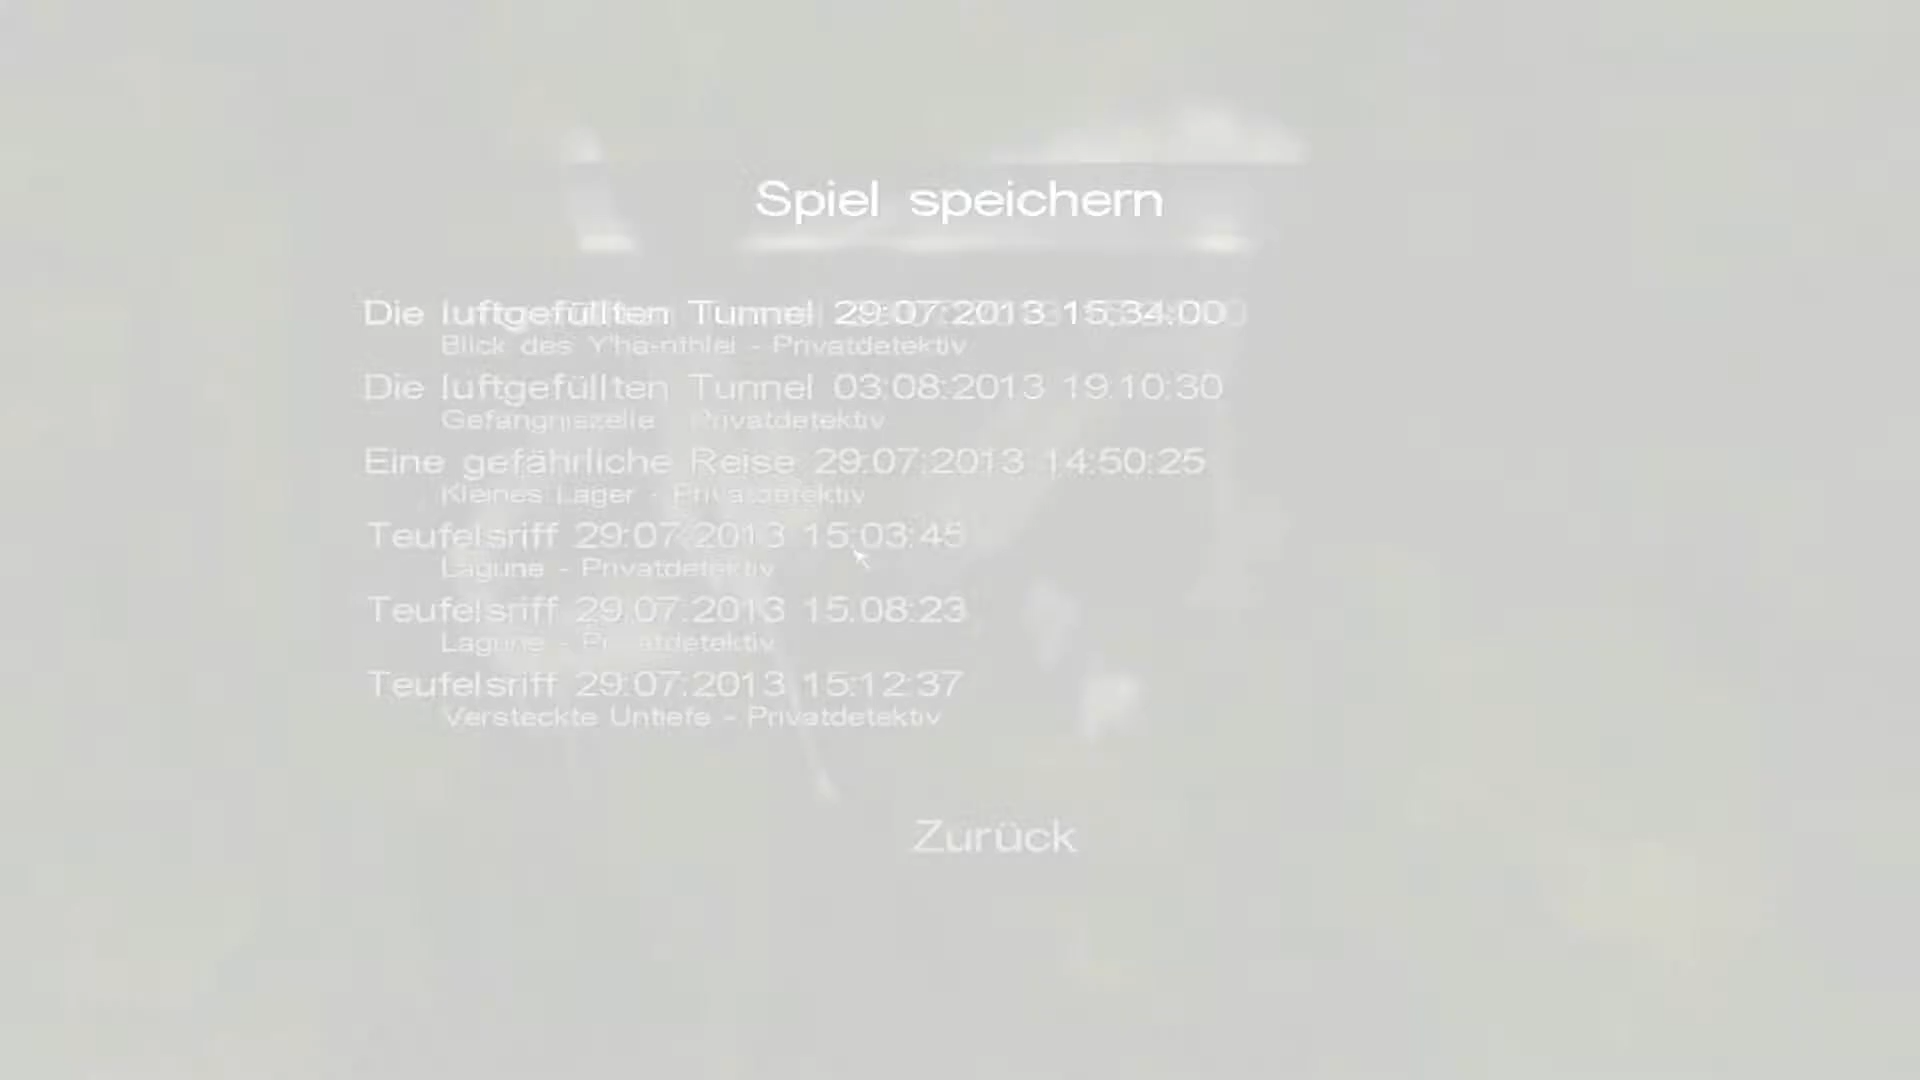 Spiel speichern
Die luftgefüllten Tunnel 29:07:2013 15:34:00
Blick des Y'ha-nthlei - Privatdetektiv
Die luftgefüllten Tunnel 03:08:2013 19:10:30
Gefängniszelle - Privatdetektiv
Eine gefährliche Reise 29:07:2013 14:50:25
Kleines Lager - Privatdetektiv
Teufelsriff 29:07:2013 15:03:45
Lagune - Privatdetektiv
Teufelsriff 29:07:2013 15:08:23
Lagune - Privatdetektiv
Teufelsriff 29:07:2013 15:12:37
Versteckte Untiefe - Privatdetektiv
Zurück